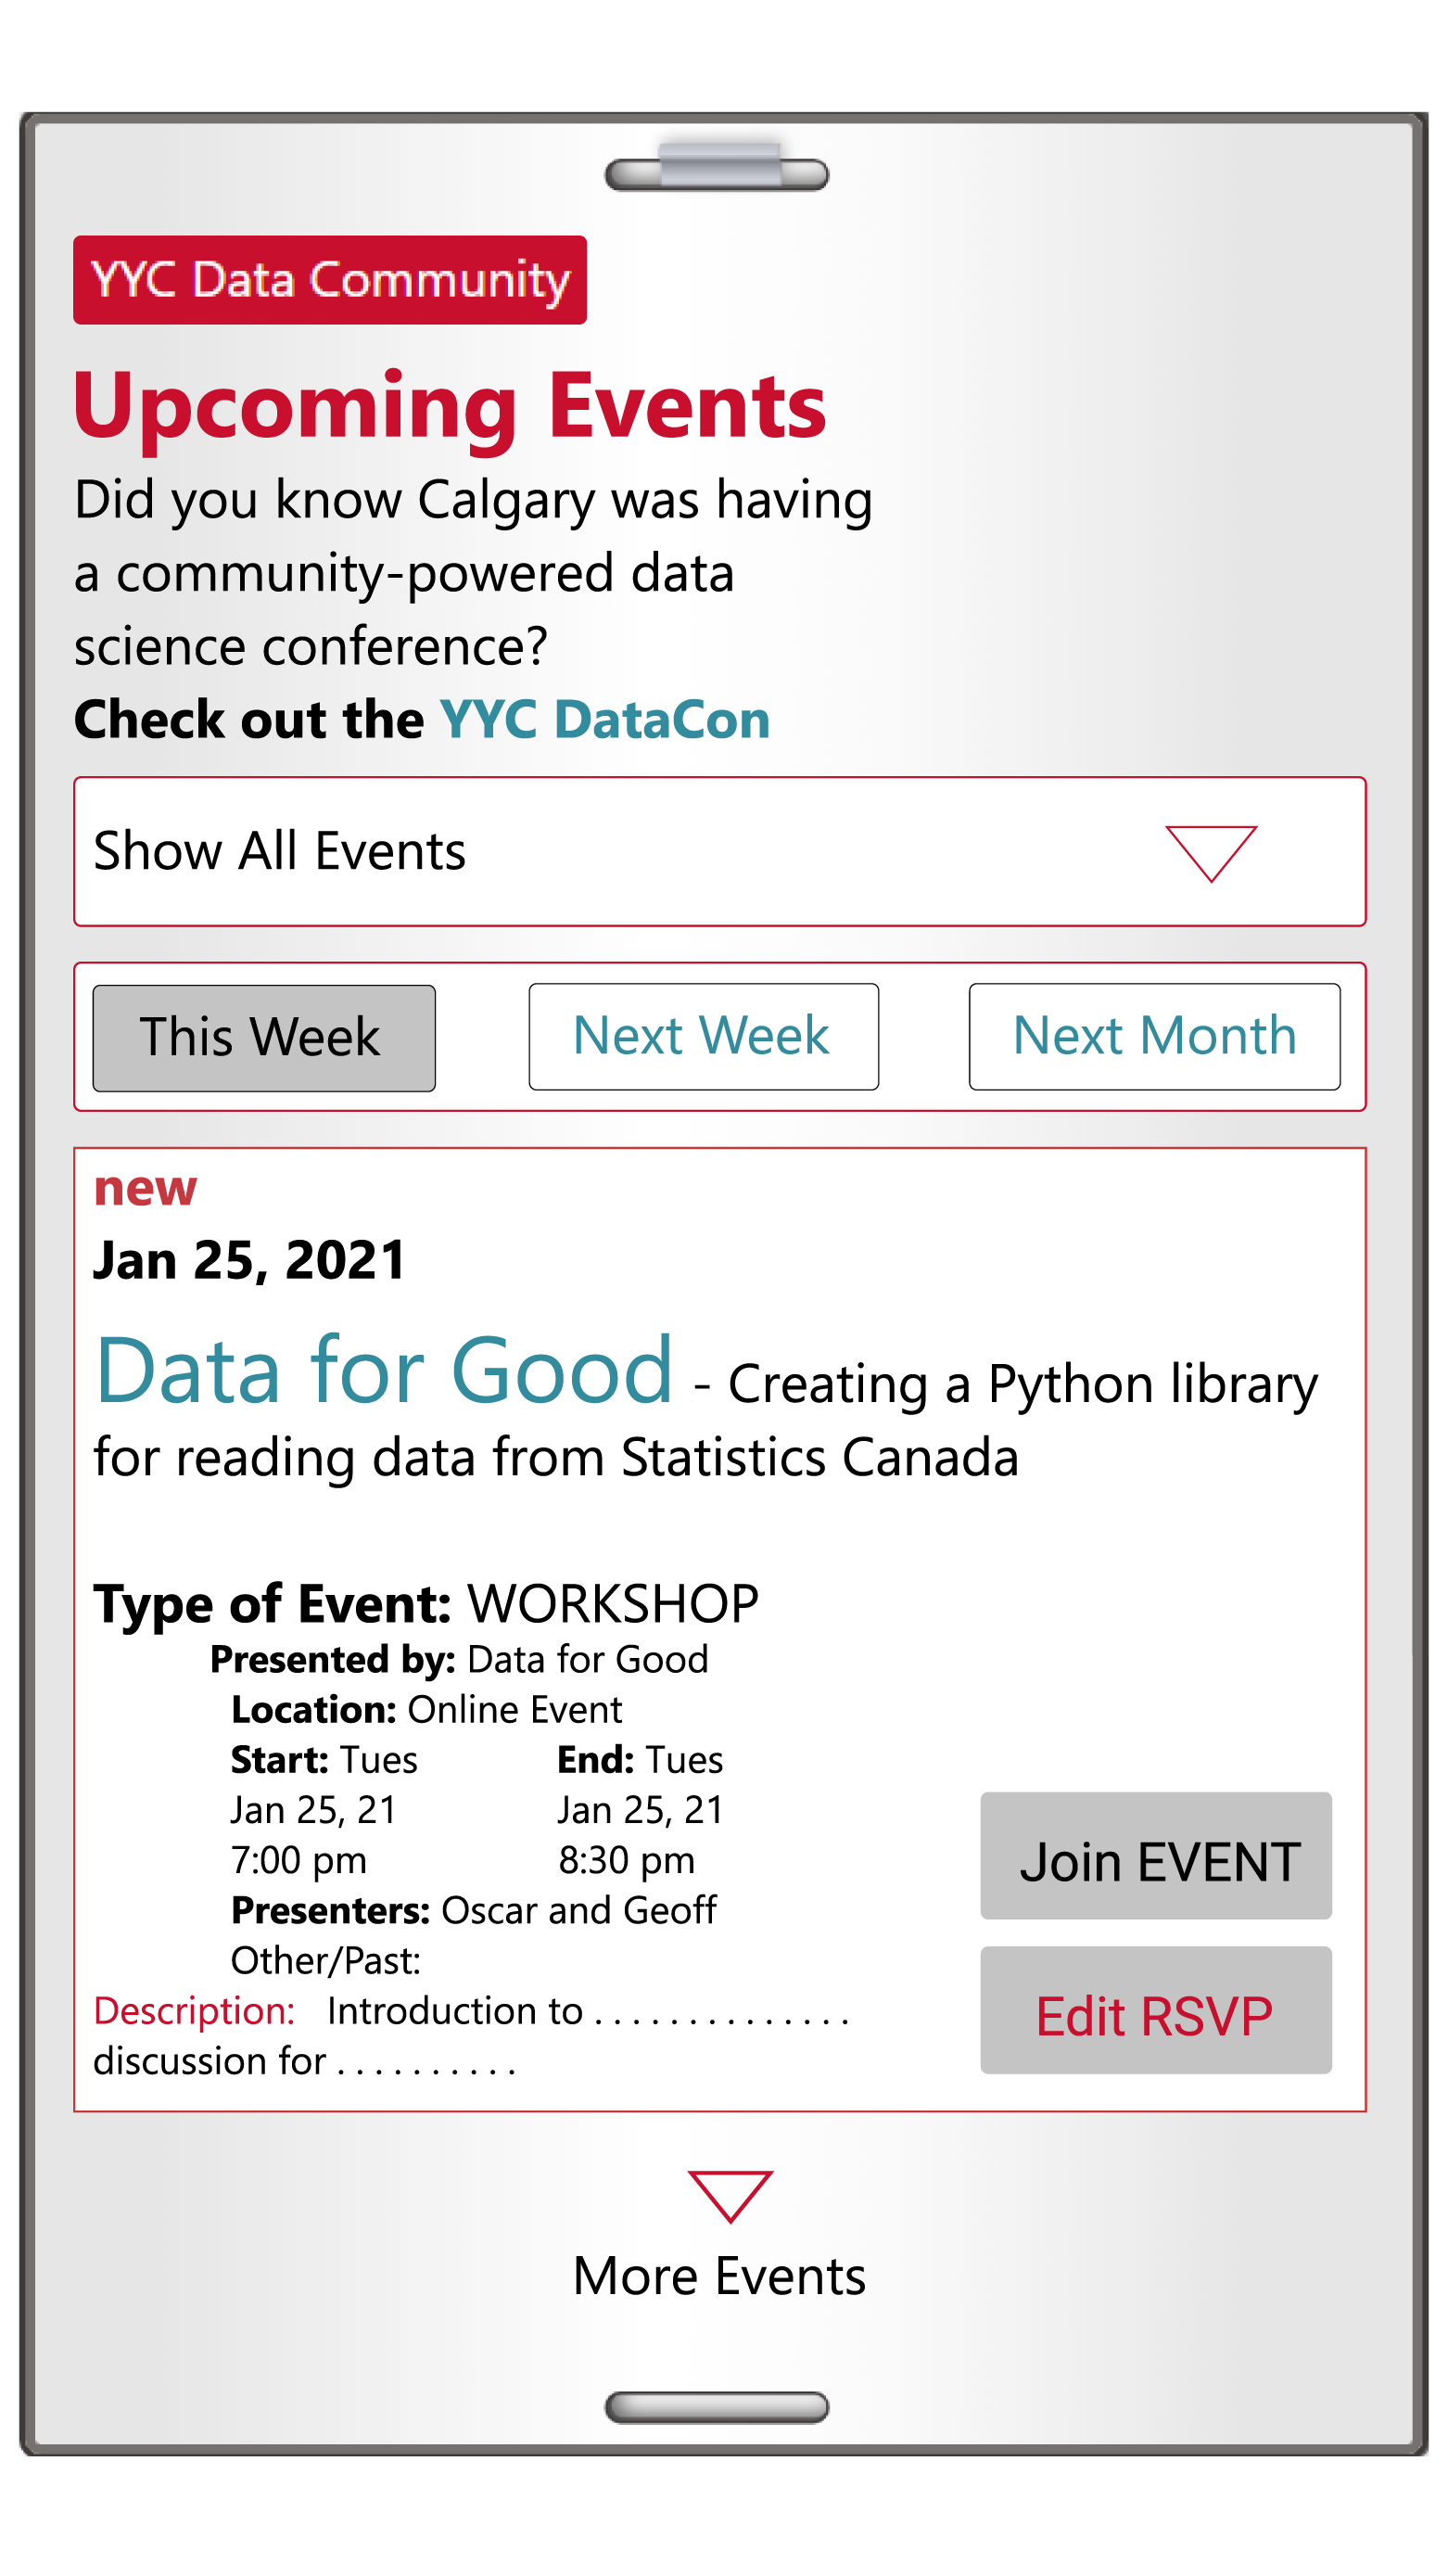 YYC Data Community
Upcoming Events
Did you know Calgary was having
a community-powered data
science conference?
Check out the YYC DataCon
Show All Events
This Week
Next Week
Next Month
new
Jan 25, 2021
Data for Good - Creating a Python library
for reading data from Statistics Canada
Type of Event: WORKSHOP
Presented by: Data for Good
Location: Online Event
Start: Tues End: Tues
Jan 25, 21 Jan 25, 21
7:00 pm 8:30 pm
Presenters: Oscar and Geoff
Other/Past:
Description: Introduction to . . . . . . . . . . . . . .
discussion for . . . . . . . . . .
Join EVENT
Edit RSVP
More Events